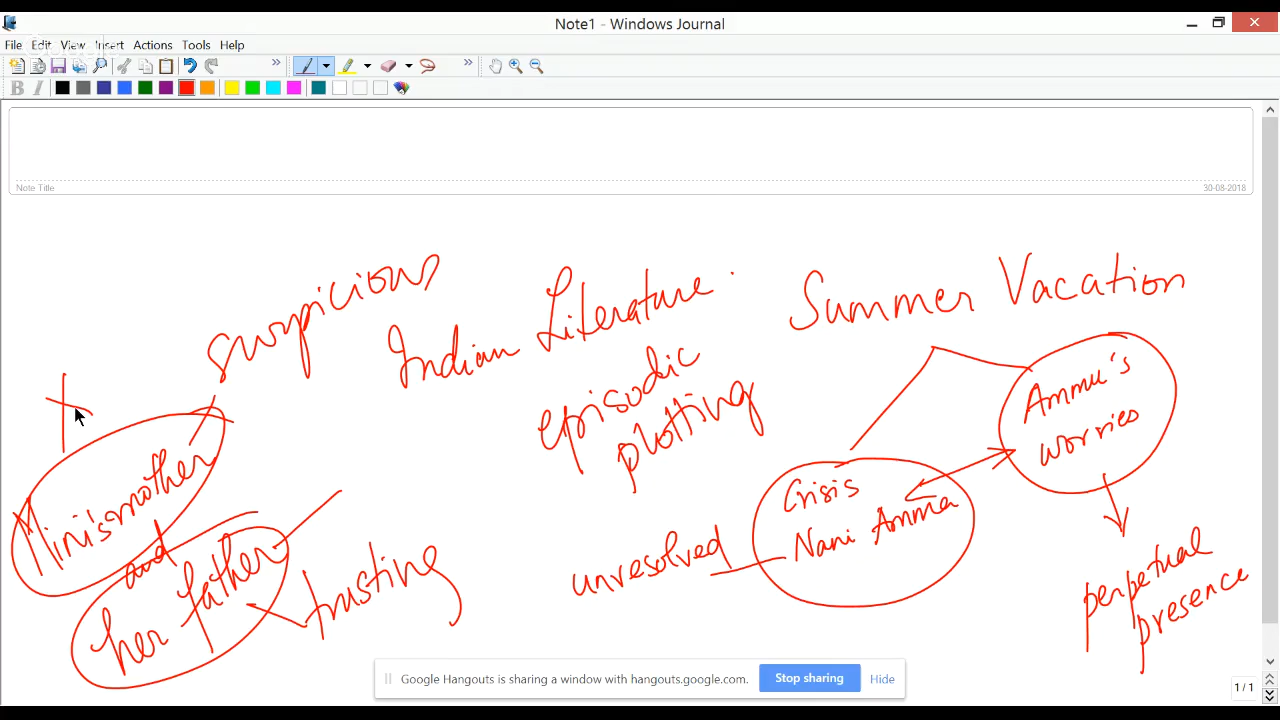 Note1 - Windows Journal
File Edit View Insert Actions Tools Help
B I
Note Title
30-08-2018
suspicious
Indian Literature
Summer Vacation
episodic
plotting
Ammu's
worries
Mini's mother
and
her father
trusting
unresolved
Crisis
Nani Amma
perpetual
presence
Google Hangouts is sharing a window with hangouts.google.com.
Stop sharing
Hide
1 / 1